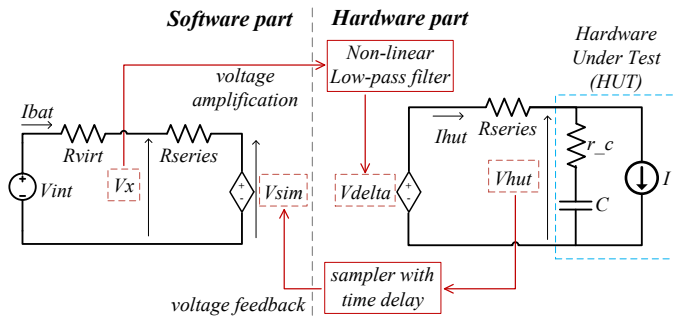 Software part
Hardware part
Hardware
Under Test
(HUT)
Non-linear
Low-pass filter
voltage
amplification
Ibat
Rvirt
Rseries
Ihut
Rseries
r_c
Vint
+
-
Vx
+
-
Vsim
Vdelta
+
-
Vhut
C
I
voltage feedback
sampler with
time delay